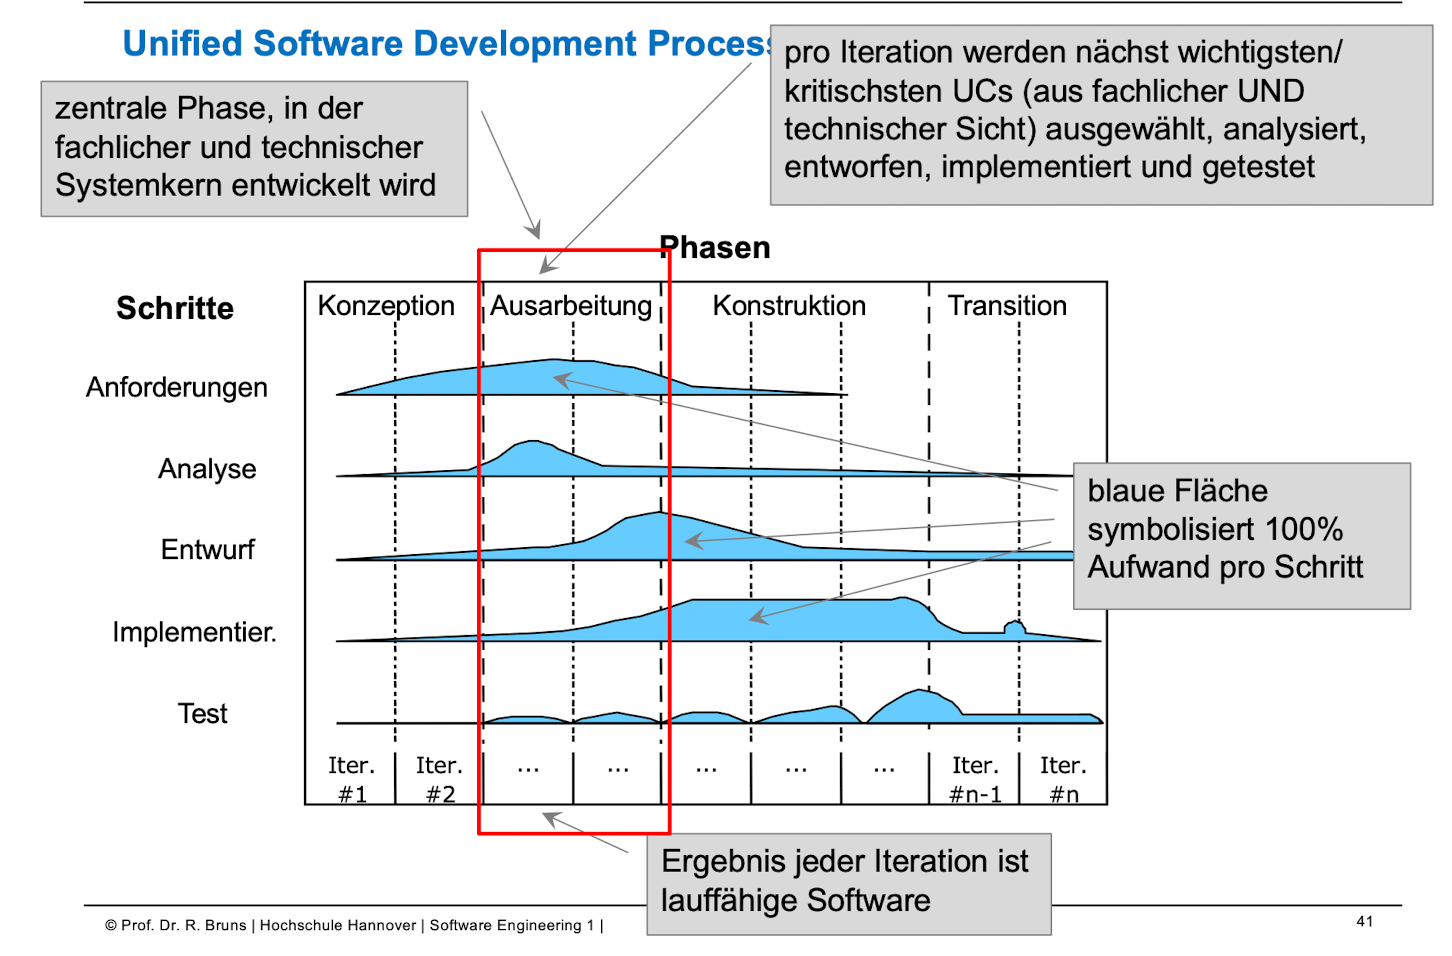 Unified Software Development Process
pro Iteration werden nächst wichtigsten/
kritischsten UCs (aus fachlicher UND
technischer Sicht) ausgewählt, analysiert,
entworfen, implementiert und getestet
zentrale Phase, in der
fachlicher und technischer
Systemkern entwickelt wird
Phasen
Schritte
Konzeption Ausarbeitung Konstruktion Transition
Anforderungen
Analyse
blaue Fläche
symbolisiert 100%
Aufwand pro Schritt
Entwurf
Implementier.
Test
Iter. Iter. ... ... ... ... ... Iter. Iter.
#1 #2 #n-1 #n
Ergebnis jeder Iteration ist
lauffähige Software
© Prof. Dr. R. Bruns | Hochschule Hannover | Software Engineering 1 |
41